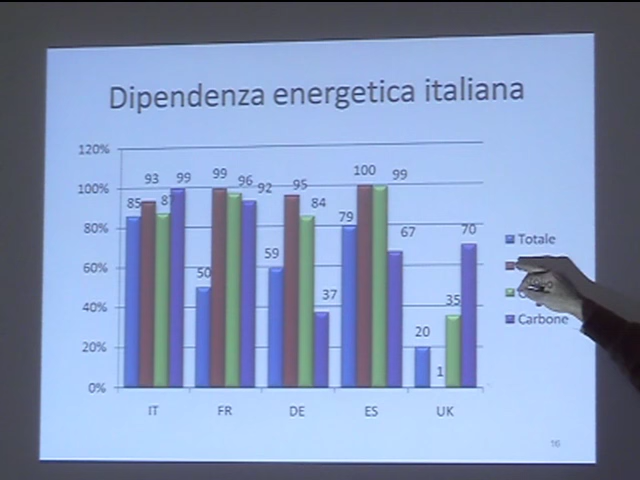 Dipendenza energetica italiana
120%
100%
80%
60%
40%
20%
0%
85 93 87 99
50 99 96 92
59 95 84 37
79 100 99 67
20 1 35 70
IT FR DE ES UK
Totale
Carbone
16